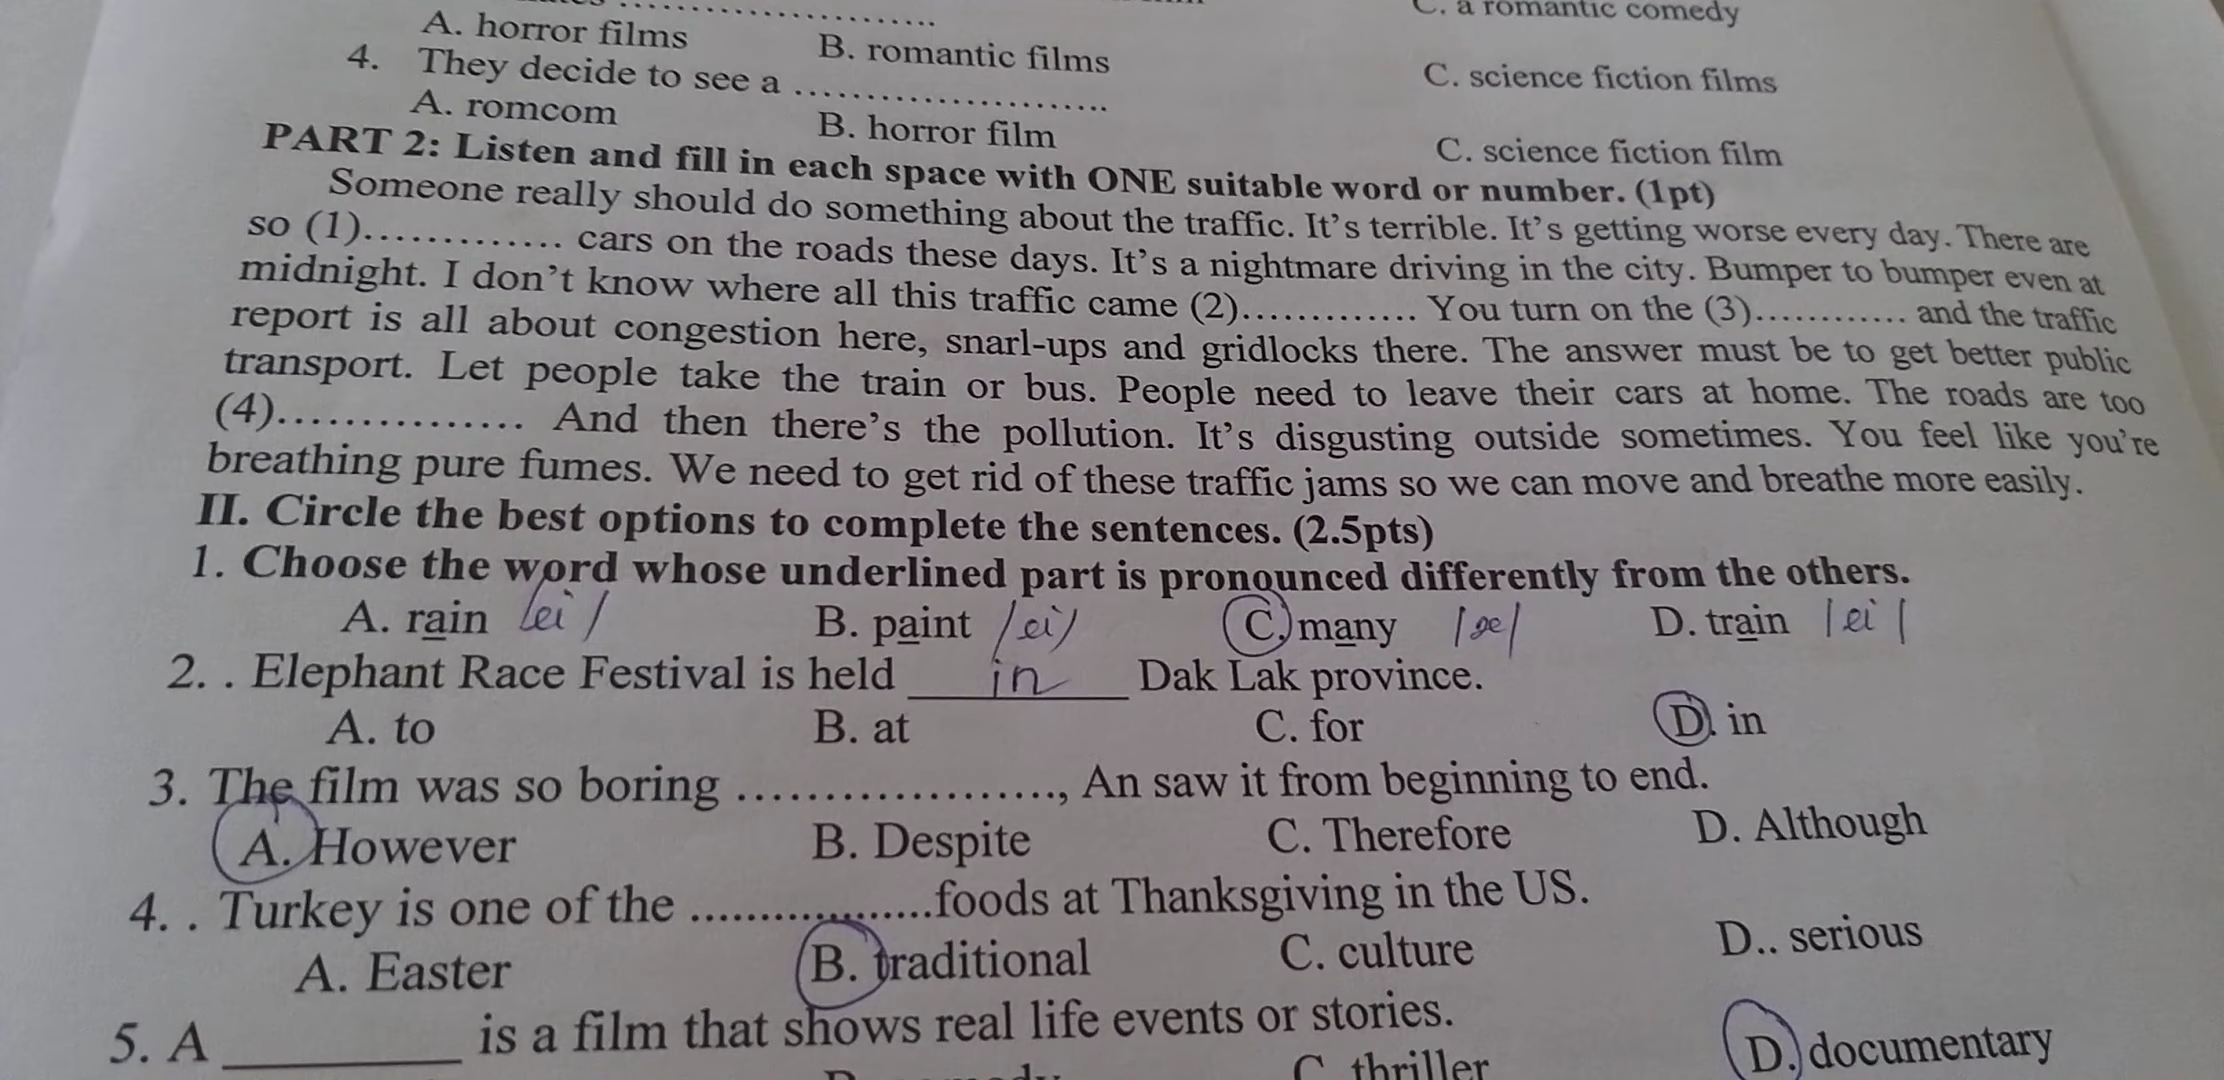 C. a romantic comedy
A. horror films B. romantic films C. science fiction films
4. They decide to see a ........................
A. romcom B. horror film C. science fiction film
PART 2: Listen and fill in each space with ONE suitable word or number. (1pt)
Someone really should do something about the traffic. It's terrible. It's getting worse every day. There are
so (1).............. cars on the roads these days. It's a nightmare driving in the city. Bumper to bumper even at
midnight. I don't know where all this traffic came (2)............. You turn on the (3)............ and the traffic
report is all about congestion here, snarl-ups and gridlocks there. The answer must be to get better public
transport. Let people take the train or bus. People need to leave their cars at home. The roads are too
(4)................ And then there's the pollution. It's disgusting outside sometimes. You feel like you're
breathing pure fumes. We need to get rid of these traffic jams so we can move and breathe more easily.
II. Circle the best options to complete the sentences. (2.5pts)
1. Choose the word whose underlined part is pronounced differently from the others.
A. rain /ei/ B. paint /ei/ C. many /æ/ D. train /ei/
2. . Elephant Race Festival is held ___in___ Dak Lak province.
A. to B. at C. for D. in
3. The film was so boring ...................., An saw it from beginning to end.
A. However B. Despite C. Therefore D. Although
4. . Turkey is one of the .................foods at Thanksgiving in the US.
A. Easter B. traditional C. culture D.. serious
5. A __________ is a film that shows real life events or stories.
C. thriller D. documentary